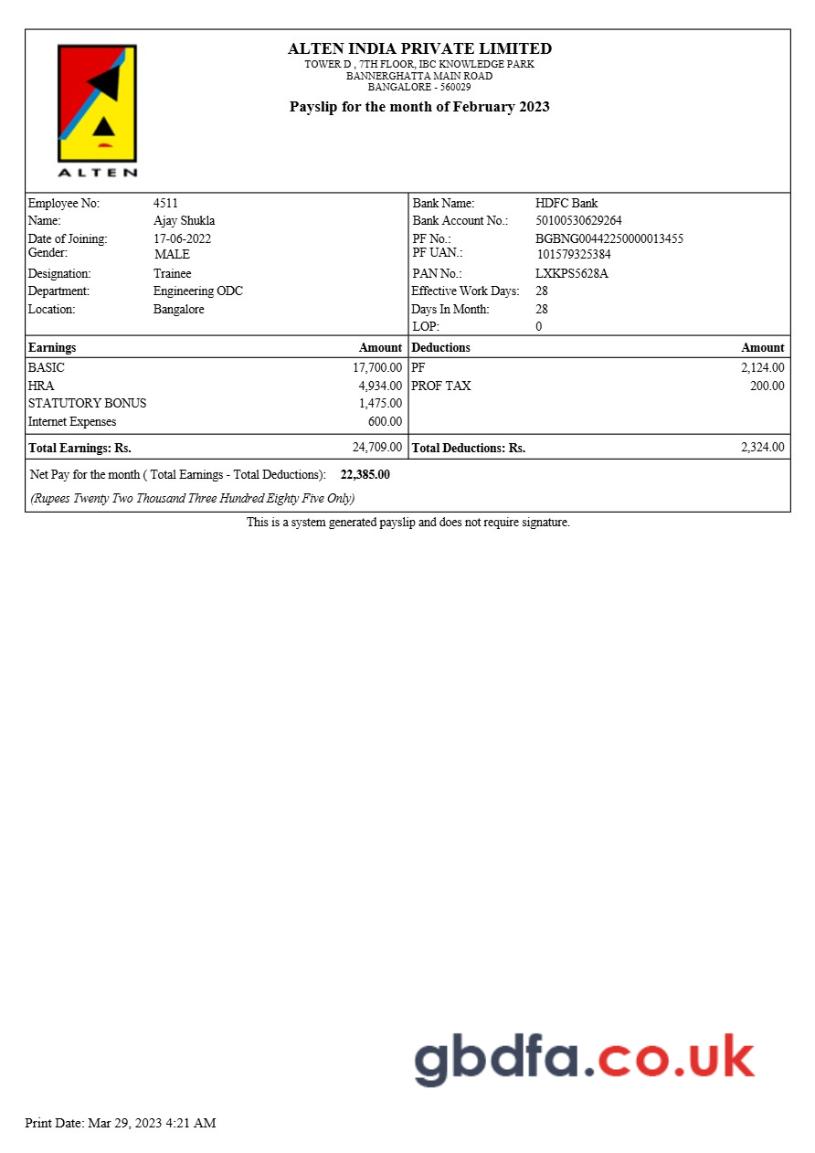 ALTEN INDIA PRIVATE LIMITED
TOWER D , 7TH FLOOR, IBC KNOWLEDGE PARK
BANNERGHATTA MAIN ROAD
BANGALORE - 560029
Payslip for the month of February 2023
ALTEN
Employee No: 4511 Bank Name: HDFC Bank
Name: Ajay Shukla Bank Account No.: 50100530629264
Date of Joining: 17-06-2022 PF No.: BGBNG00442250000013455
Gender: MALE PF UAN.: 101579325384
Designation: Trainee PAN No.: LXKPS5628A
Department: Engineering ODC Effective Work Days: 28
Location: Bangalore Days In Month: 28
LOP: 0
Earnings Amount Deductions Amount
BASIC 17,700.00 PF 2,124.00
HRA 4,934.00 PROF TAX 200.00
STATUTORY BONUS 1,475.00
Internet Expenses 600.00
Total Earnings: Rs. 24,709.00 Total Deductions: Rs. 2,324.00
Net Pay for the month ( Total Earnings - Total Deductions): 22,385.00
(Rupees Twenty Two Thousand Three Hundred Eighty Five Only)
This is a system generated payslip and does not require signature.
gbdfa.co.uk
Print Date: Mar 29, 2023 4:21 AM